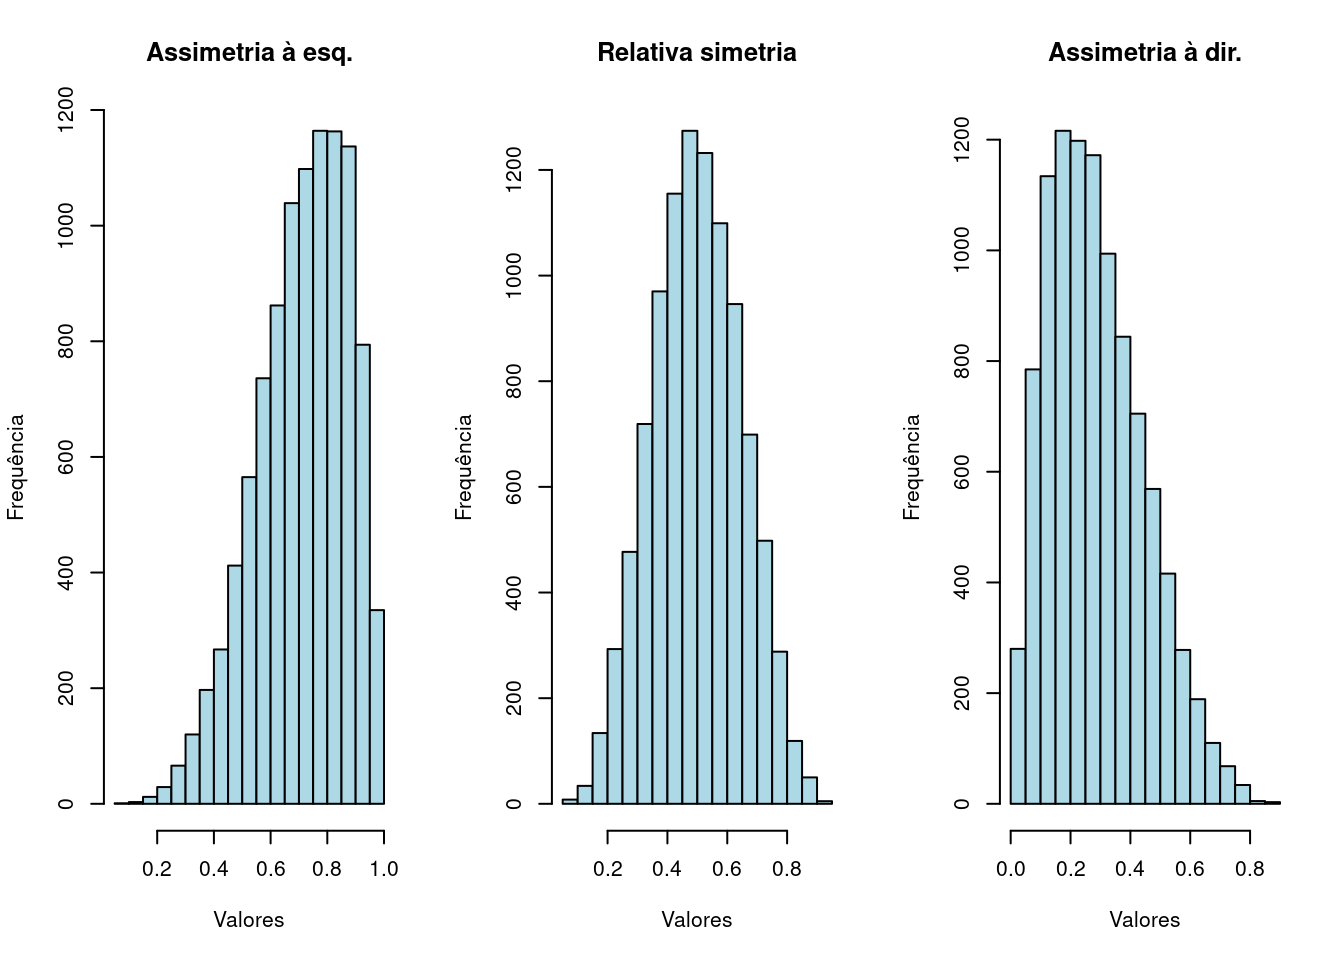 Assimetria à esq.
Frequência
0
200
400
600
800
1000
1200
0.2 0.4 0.6 0.8 1.0
Valores
Relativa simetria
Frequência
0
200
400
600
800
1000
1200
0.2 0.4 0.6 0.8
Valores
Assimetria à dir.
Frequência
0
200
400
600
800
1000
1200
0.0 0.2 0.4 0.6 0.8
Valores